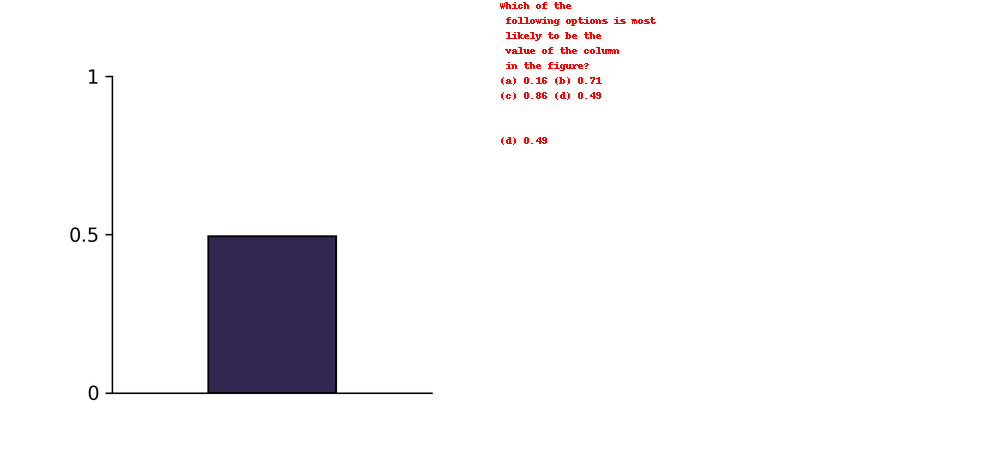 1
0.5
0
Which of the
following options is most
likely to be the
value of the column
in the figure?
(a) 0.16 (b) 0.71
(c) 0.86 (d) 0.49
(d) 0.49